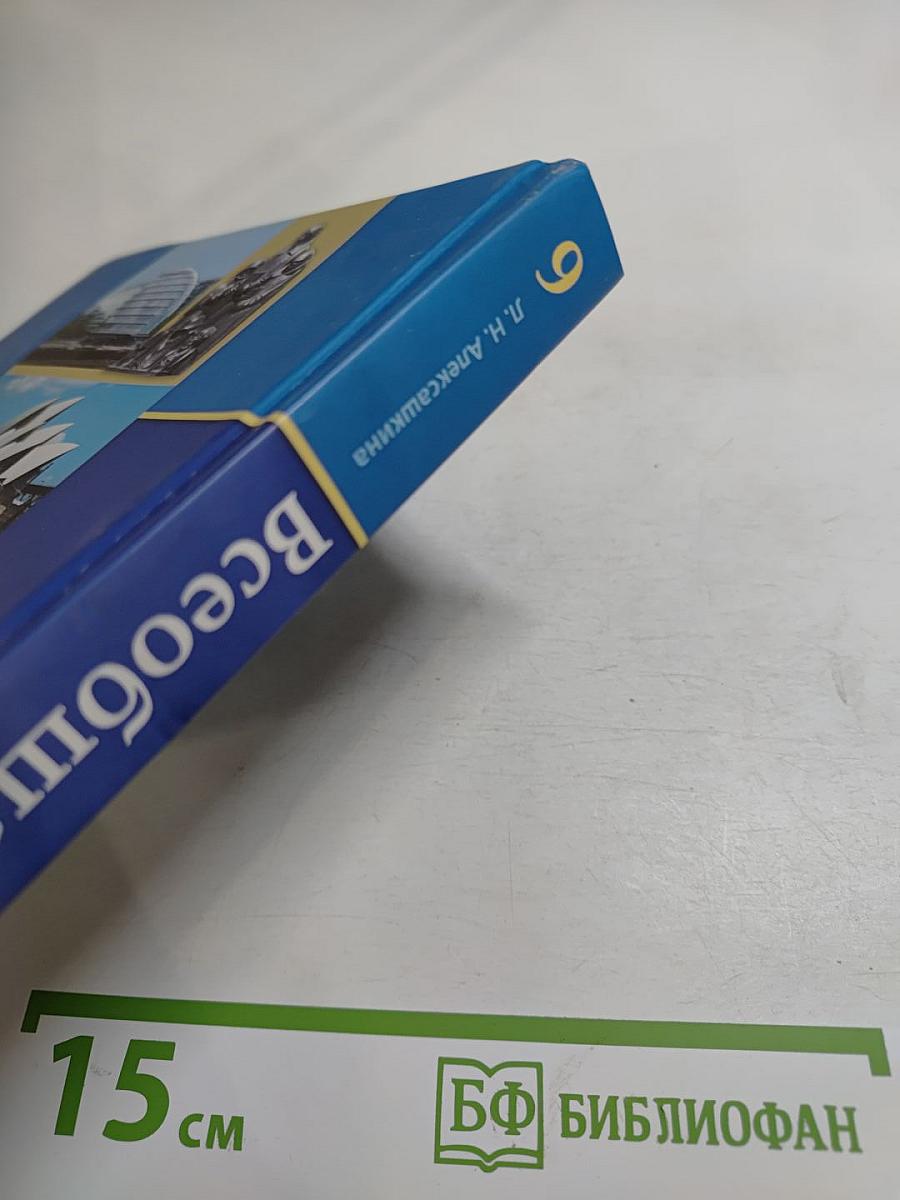 9
Л. Н. Алексашкина
Всеобщ
15 см
БФ
БИБЛИОФАН